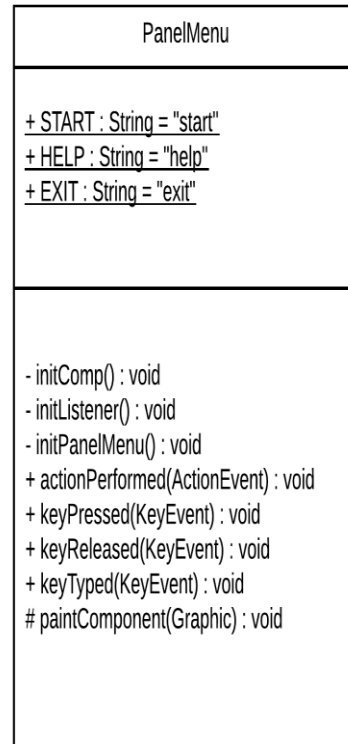 PanelMenu
+ START : String = "start"
+ HELP : String = "help"
+ EXIT : String = "exit"
- initComp() : void
- initListener() : void
- initPanelMenu() : void
+ actionPerformed(ActionEvent) : void
+ keyPressed(KeyEvent) : void
+ keyReleased(KeyEvent) : void
+ keyTyped(KeyEvent) : void
# paintComponent(Graphic) : void